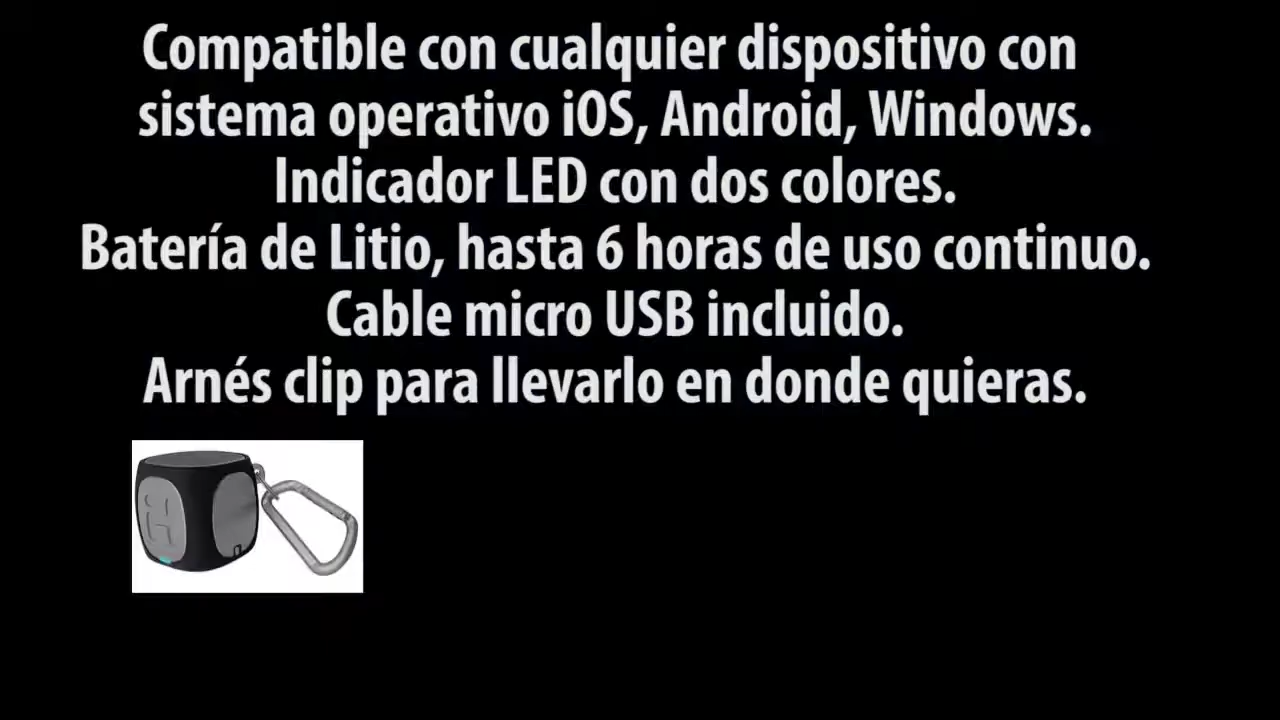 Compatible con cualquier dispositivo con
sistema operativo iOS, Android, Windows.
Indicador LED con dos colores.
Batería de Litio, hasta 6 horas de uso continuo.
Cable micro USB incluido.
Arnés clip para llevarlo en donde quieras.